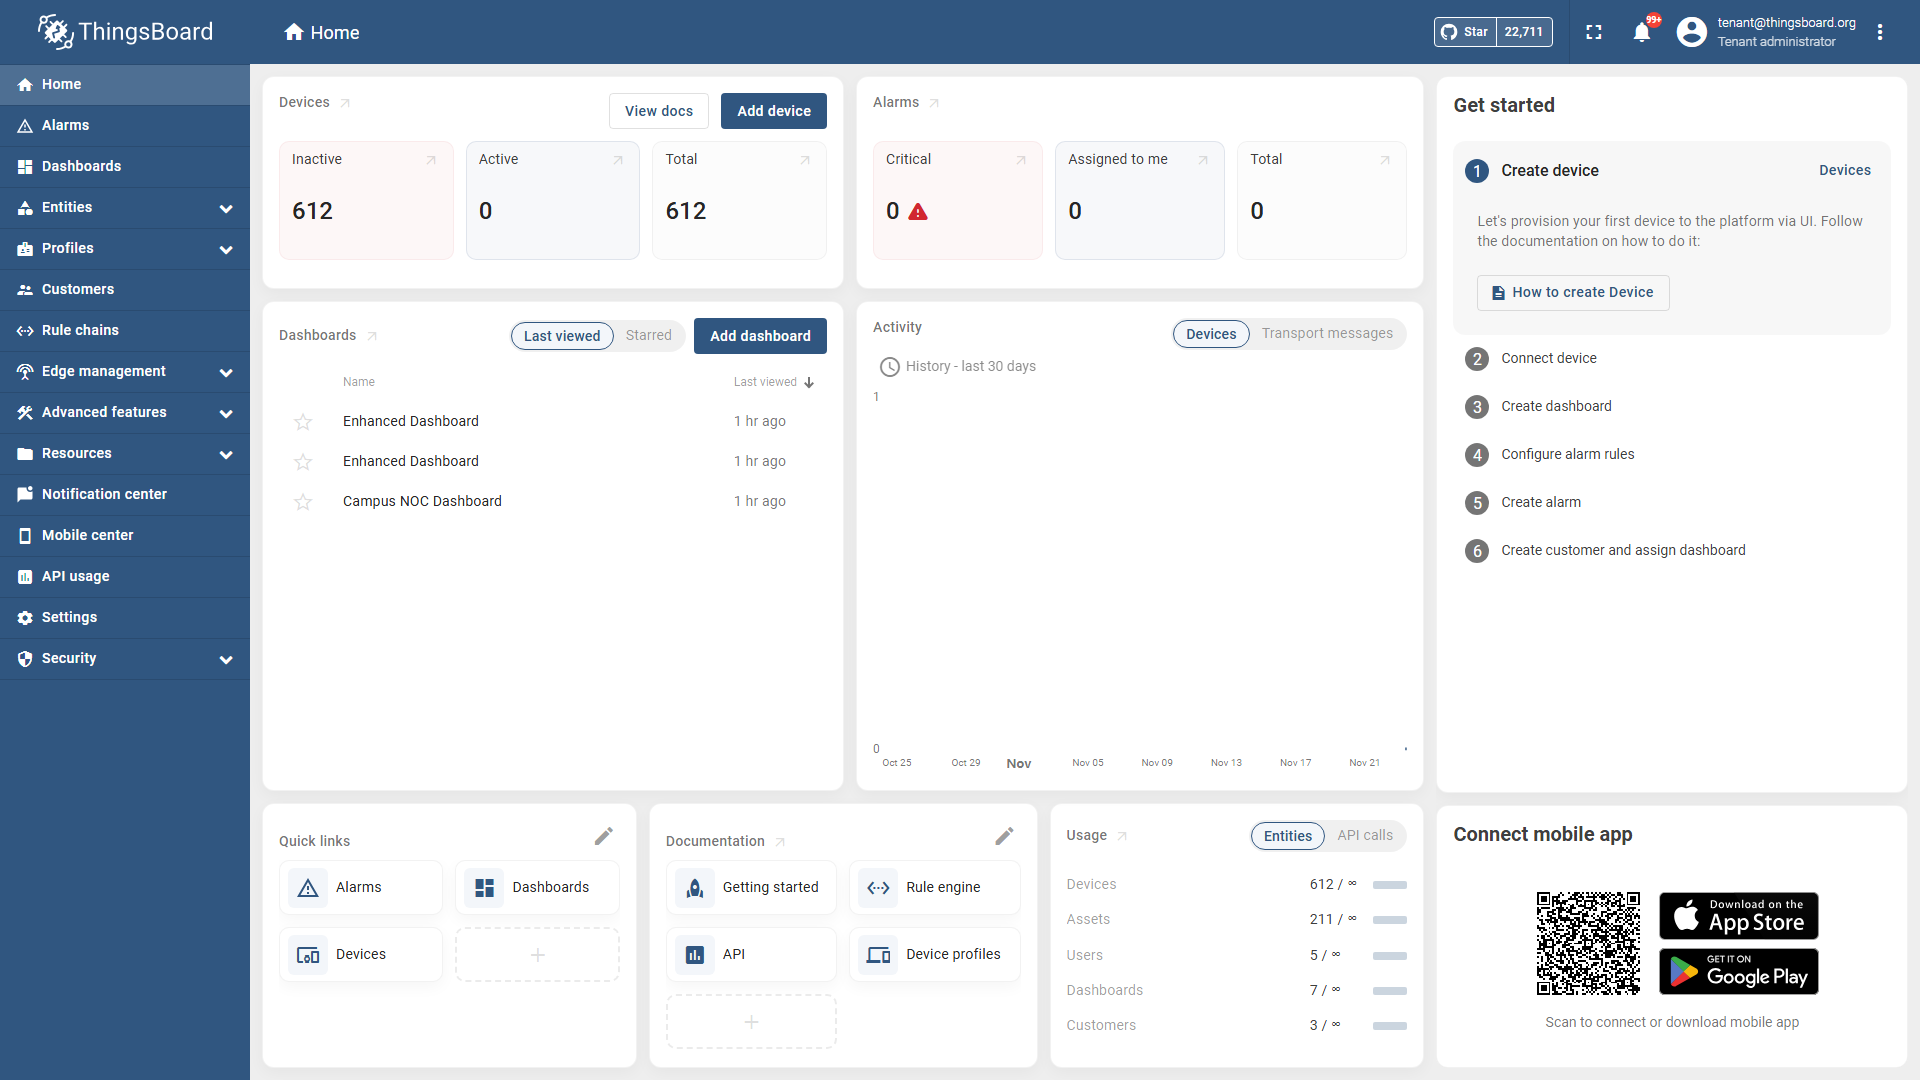 ThingsBoard
Home
Star
22,711
99+
tenant@thingsboard.org
Tenant administrator
Home
Alarms
Dashboards
Entities
Profiles
Customers
Rule chains
Edge management
Advanced features
Resources
Notification center
Mobile center
API usage
Settings
Security
Devices
View docs
Add device
Inactive
612
Active
0
Total
612
Alarms
Critical
0
Assigned to me
0
Total
0
Dashboards
Last viewed
Starred
Add dashboard
Name
Last viewed
Enhanced Dashboard
1 hr ago
Enhanced Dashboard
1 hr ago
Campus NOC Dashboard
1 hr ago
Activity
Devices
Transport messages
History - last 30 days
1
0
Oct 25
Oct 29
Nov
Nov 05
Nov 09
Nov 13
Nov 17
Nov 21
Get started
1
Create device
Devices
Let's provision your first device to the platform via UI. Follow
the documentation on how to do it:
How to create Device
2
Connect device
3
Create dashboard
4
Configure alarm rules
5
Create alarm
6
Create customer and assign dashboard
Quick links
Alarms
Dashboards
Devices
Documentation
Getting started
Rule engine
API
Device profiles
Usage
Entities
API calls
Devices
612 / ∞
Assets
211 / ∞
Users
5 / ∞
Dashboards
7 / ∞
Customers
3 / ∞
Connect mobile app
Download on the
App Store
GET IT ON
Google Play
Scan to connect or download mobile app